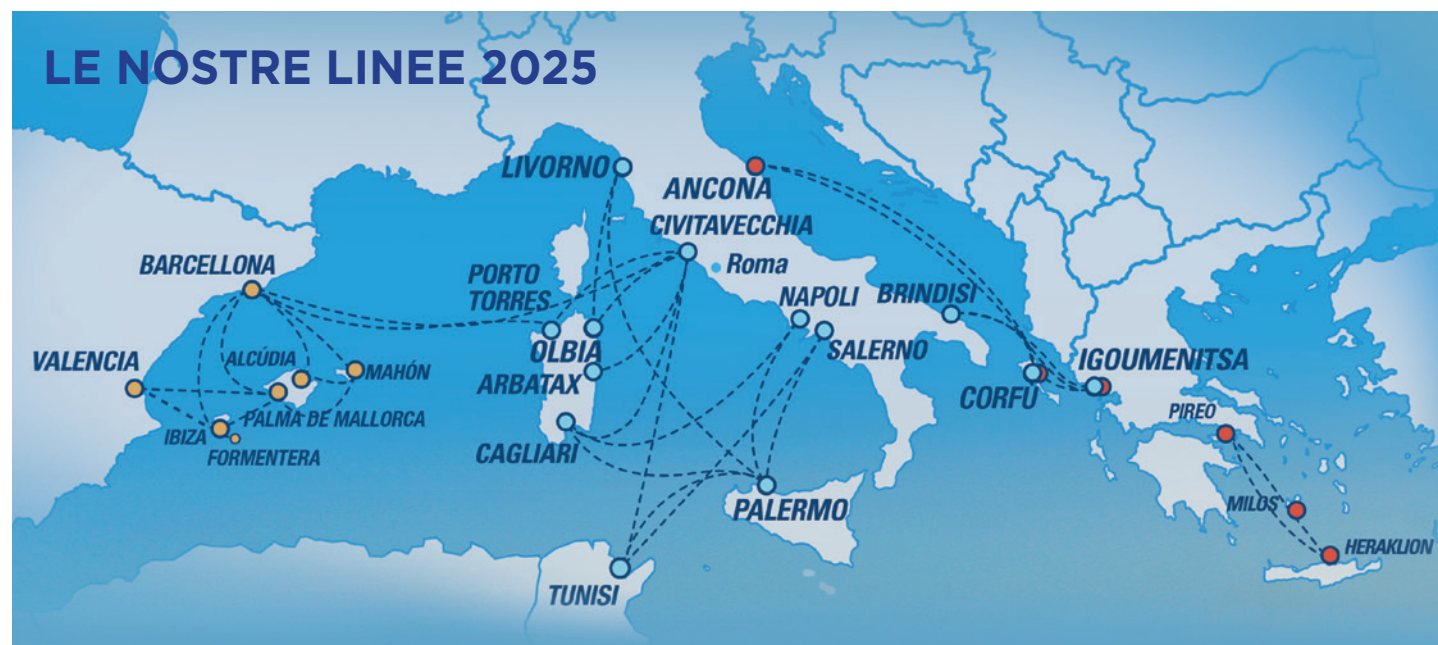 LE NOSTRE LINEE 2025
LIVORNO
ANCONA
CIVITAVECCHIA
Roma
BARCELLONA
PORTO
TORRES
NAPOLI
BRINDISI
VALENCIA
ALCÚDIA
MAHÓN
OLBIA
SALERNO
IGOUMENITSA
ARBATAX
CORFÙ
PALMA DE MALLORCA
PIREO
IBIZA
FORMENTERA
CAGLIARI
PALERMO
MILOS
HERAKLION
TUNISI